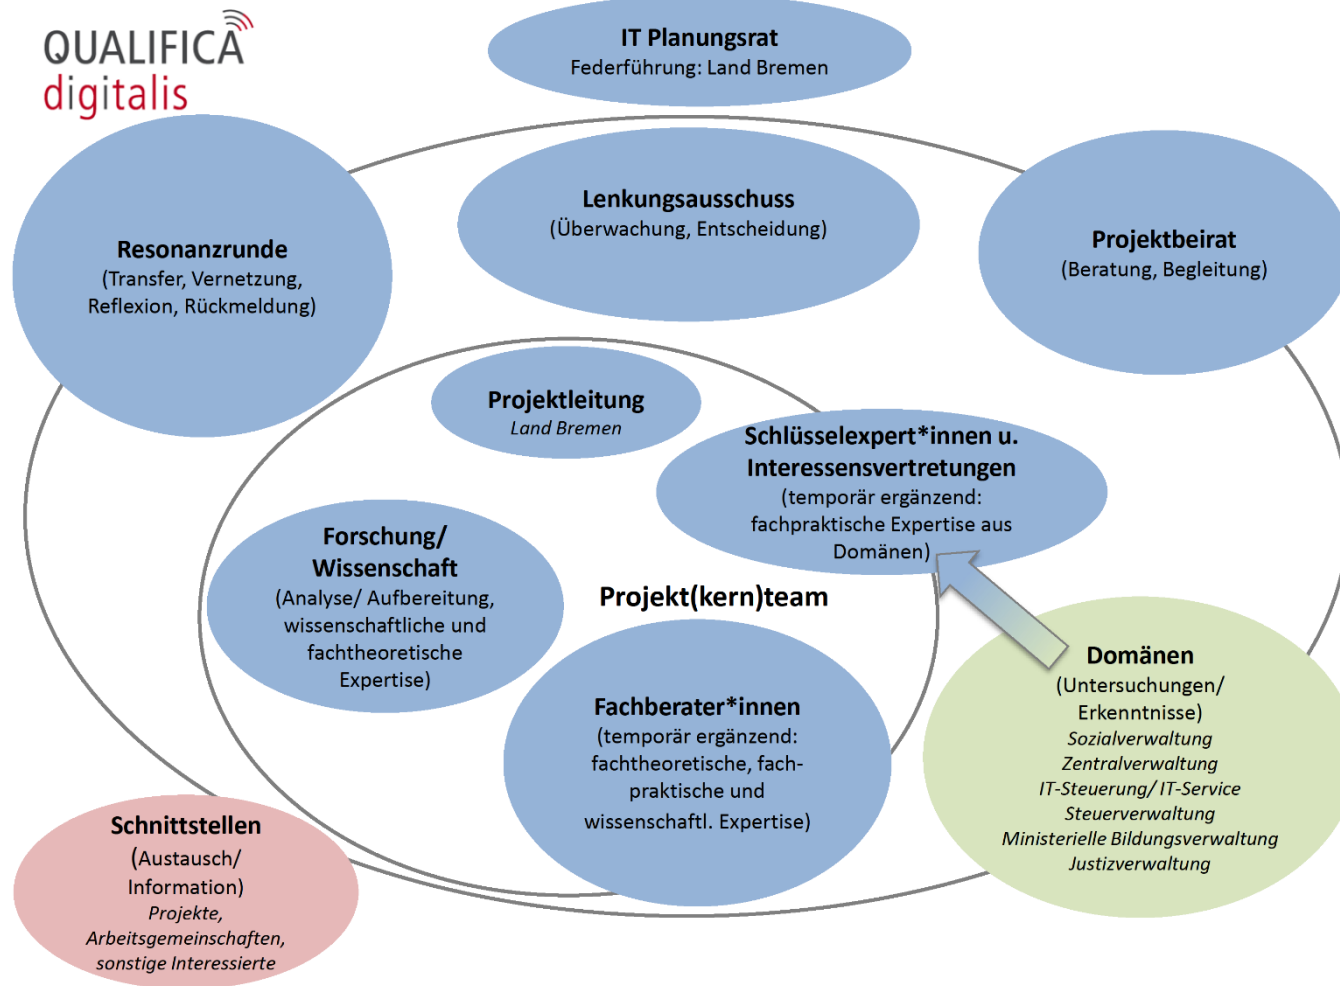 QUALIFICA
digitalis
IT Planungsrat
Federführung: Land Bremen
Lenkungsausschuss
(Überwachung, Entscheidung)
Resonanzrunde
(Transfer, Vernetzung,
Reflexion, Rückmeldung)
Projektbeirat
(Beratung, Begleitung)
Projektleitung
Land Bremen
Schlüsselexpert*innen u.
Interessensvertretungen
(temporär ergänzend:
fachpraktische Expertise aus
Domänen)
Forschung/
Wissenschaft
(Analyse/ Aufbereitung,
wissenschaftliche und
fachtheoretische
Expertise)
Projekt(kern)team
Fachberater*innen
(temporär ergänzend:
fachtheoretische, fach-
praktische und
wissenschaftl. Expertise)
Domänen
(Untersuchungen/
Erkenntnisse)
Sozialverwaltung
Zentralverwaltung
IT-Steuerung/ IT-Service
Steuerverwaltung
Ministerielle Bildungsverwaltung
Justizverwaltung
Schnittstellen
(Austausch/
Information)
Projekte,
Arbeitsgemeinschaften,
sonstige Interessierte